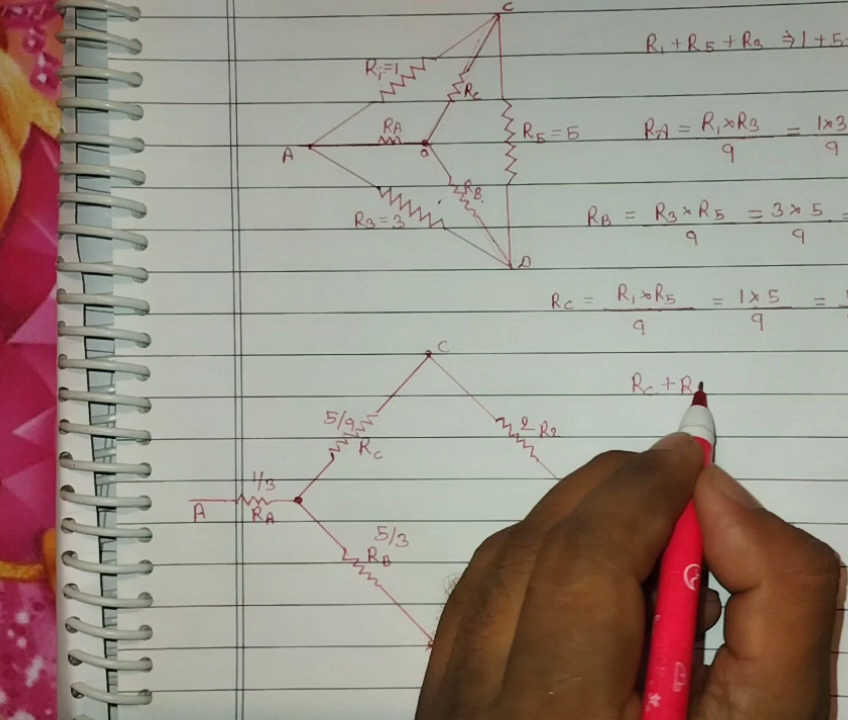 C
R₁+R₅+R₃ ⇒ 1+5+
R₁=1
Rc
RA
R₅=5
A
RA = R₁×R₃/9 = 1×3/9
RB
R₃=3
RB = R₃×R₅/9 = 3×5/9 =
D
Rc = R₁×R₅/9 = 1×5/9 =
C
Rc+R
5/9
Rc
2 R₂
1/3
A
RA
5/3
RB